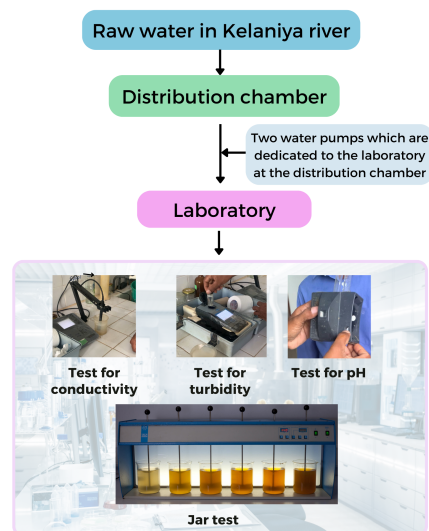 Raw water in Kelaniya river
Distribution chamber
Two water pumps which are
dedicated to the laboratory
at the distribution chamber
Laboratory
Test for
conductivity
Test for
turbidity
Test for pH
Jar test